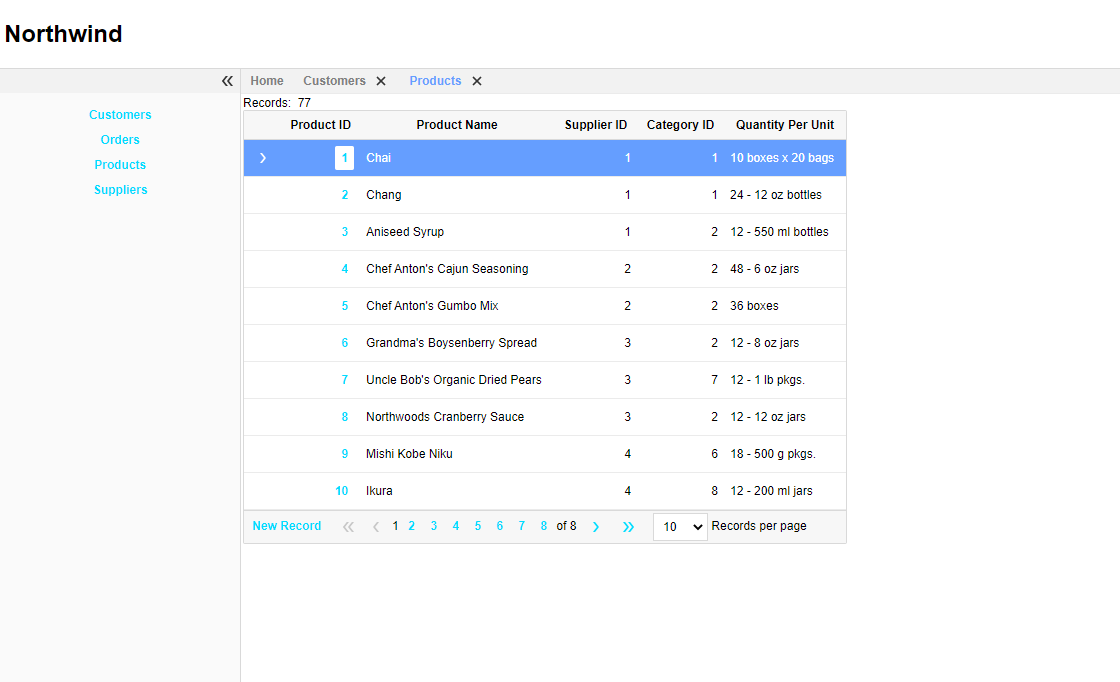 Northwind
Home Customers Products
Customers
Orders
Products
Suppliers
Records: 77
Product ID Product Name Supplier ID Category ID Quantity Per Unit
1 Chai 1 1 10 boxes x 20 bags
2 Chang 1 1 24 - 12 oz bottles
3 Aniseed Syrup 1 2 12 - 550 ml bottles
4 Chef Anton's Cajun Seasoning 2 2 48 - 6 oz jars
5 Chef Anton's Gumbo Mix 2 2 36 boxes
6 Grandma's Boysenberry Spread 3 2 12 - 8 oz jars
7 Uncle Bob's Organic Dried Pears 3 7 12 - 1 lb pkgs.
8 Northwoods Cranberry Sauce 3 2 12 - 12 oz jars
9 Mishi Kobe Niku 4 6 18 - 500 g pkgs.
10 Ikura 4 8 12 - 200 ml jars
New Record 1 2 3 4 5 6 7 8 of 8 10 Records per page